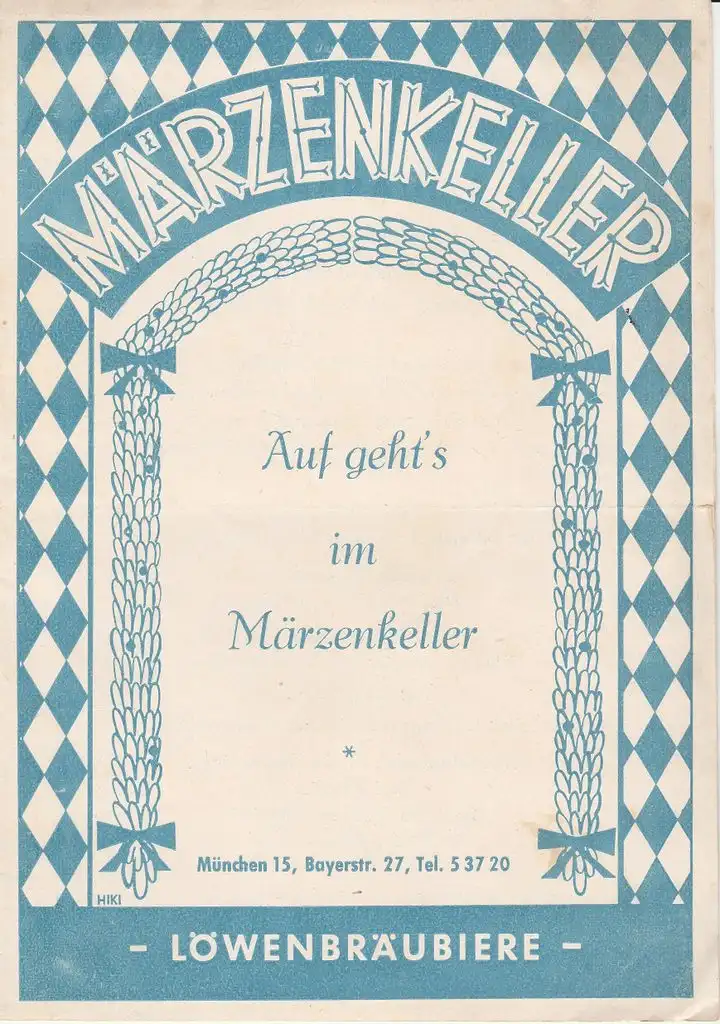 MÄRZENKELLER
Auf geht's
im
Märzenkeller
*
München 15, Bayerstr. 27, Tel. 5 37 20
HIKI
- LÖWENBRÄUBIERE -